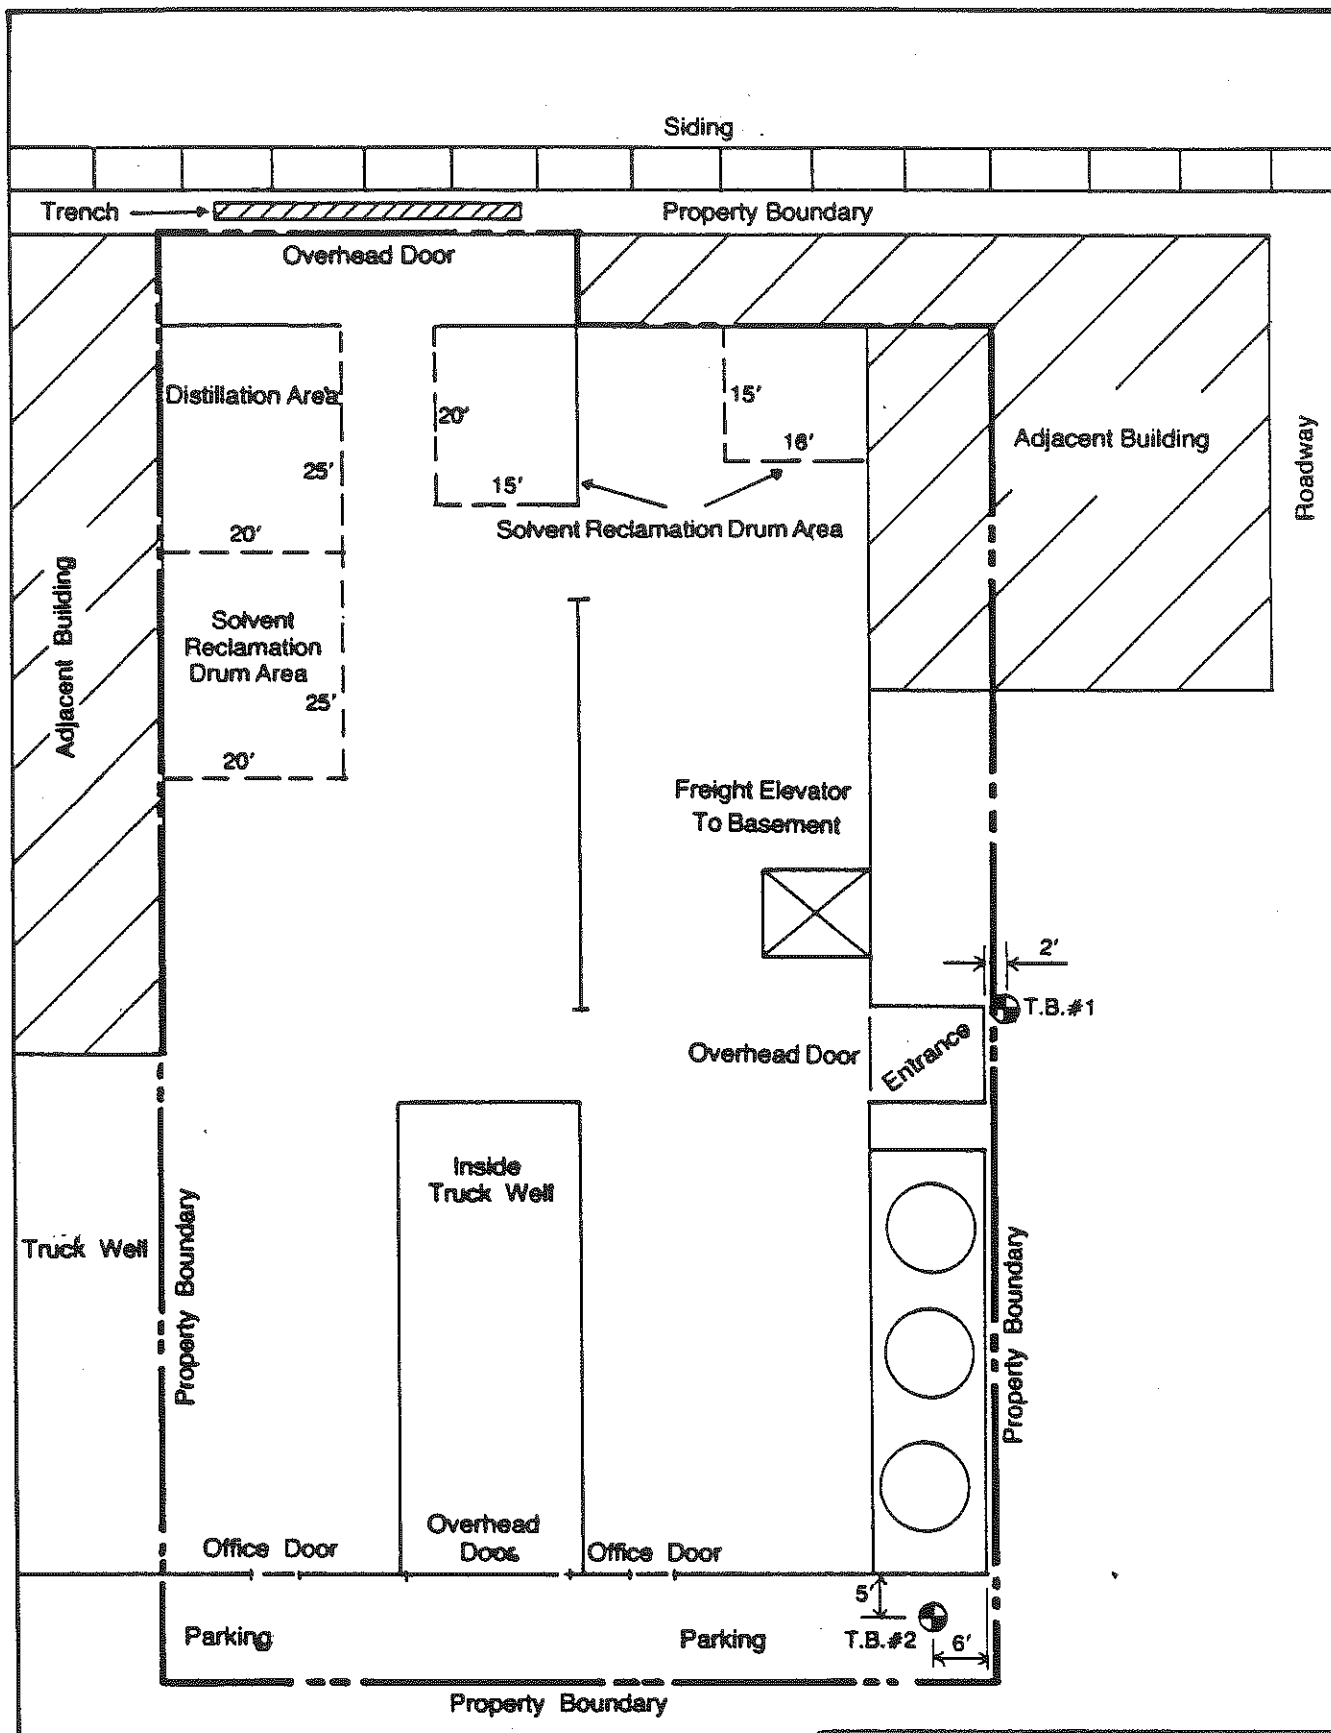 Siding
Trench
Property Boundary
Overhead Door
Distillation Area
20'
15'
15'
16'
25'
Adjacent Building
Roadway
Solvent Reclamation Drum Area
20'
Adjacent Building
Solvent
Reclamation
Drum Area
25'
20'
Freight Elevator
To Basement
2'
T.B.#1
Overhead Door
Entrance
Inside
Truck Well
Truck Well
Property Boundary
Property Boundary
Overhead
Door
Office Door
Office Door
5'
Parking
Parking
T.B.#2
6'
Property Boundary